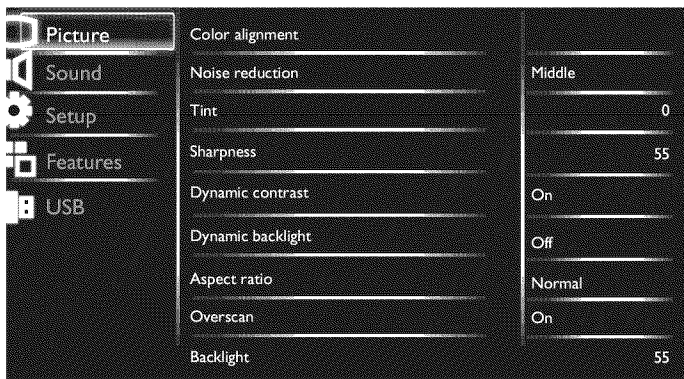 Picture
Sound
Setup
Features
USB
Color alignment
Noise reduction Middle
Tint 0
Sharpness 55
Dynamic contrast On
Dynamic backlight Off
Aspect ratio Normal
Overscan On
Backlight 55